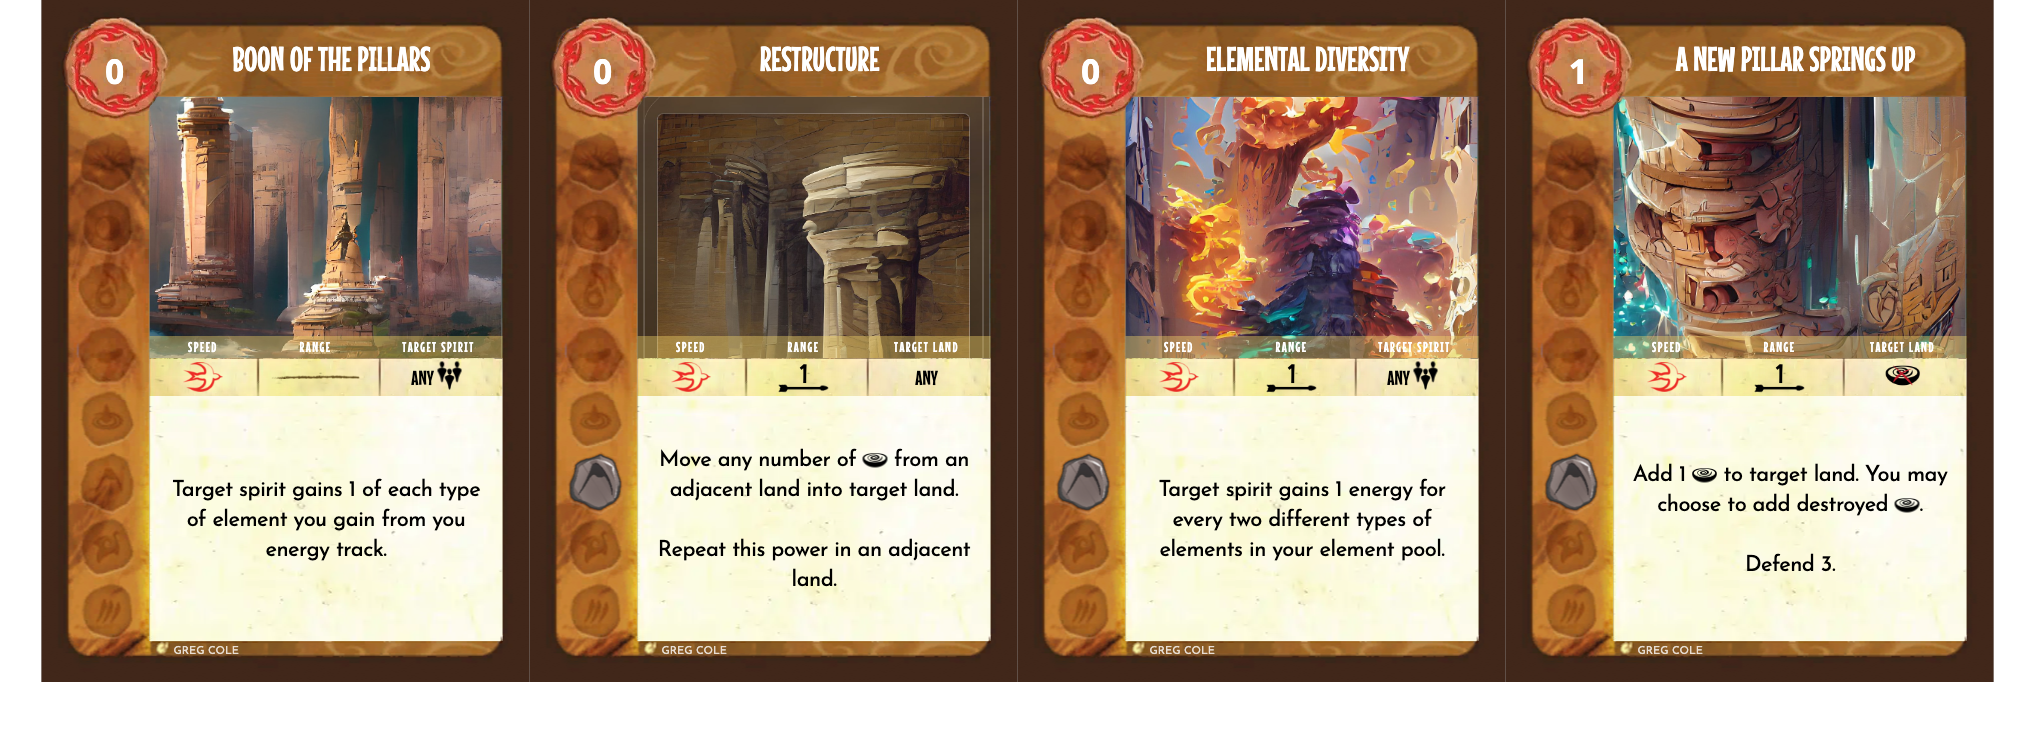 0
BOON OF THE PILLARS
SPEED RANGE TARGET SPIRIT
ANY
Target spirit gains 1 of each type
of element you gain from you
energy track.
GREG COLE
0
RESTRUCTURE
SPEED RANGE TARGET LAND
1 ANY
Move any number of from an
adjacent land into target land.
Repeat this power in an adjacent
land.
GREG COLE
0
ELEMENTAL DIVERSITY
SPEED RANGE TARGET SPIRIT
1 ANY
Target spirit gains 1 energy for
every two different types of
elements in your element pool.
GREG COLE
1
A NEW PILLAR SPRINGS UP
SPEED RANGE TARGET LAND
1
Add 1 to target land. You may
choose to add destroyed .
Defend 3.
GREG COLE